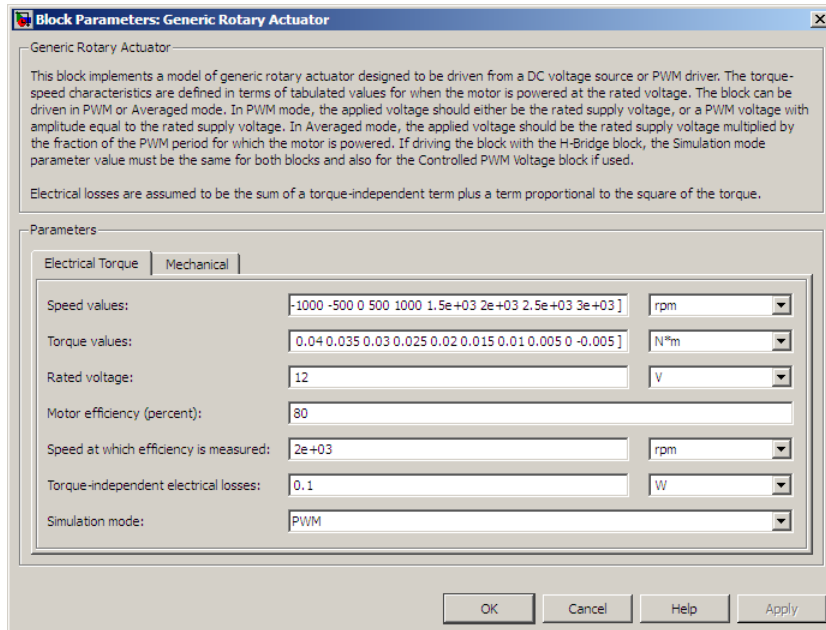 Block Parameters: Generic Rotary Actuator
Generic Rotary Actuator
This block implements a model of generic rotary actuator designed to be driven from a DC voltage source or PWM driver. The torque-
speed characteristics are defined in terms of tabulated values for when the motor is powered at the rated voltage. The block can be
driven in PWM or Averaged mode. In PWM mode, the applied voltage should either be the rated supply voltage, or a PWM voltage with
amplitude equal to the rated supply voltage. In Averaged mode, the applied voltage should be the rated supply voltage multiplied by
the fraction of the PWM period for which the motor is powered. If driving the block with the H-Bridge block, the Simulation mode
parameter value must be the same for both blocks and also for the Controlled PWM Voltage block if used.
Electrical losses are assumed to be the sum of a torque-independent term plus a term proportional to the square of the torque.
Parameters
Electrical Torque Mechanical
Speed values: -1000 -500 0 500 1000 1.5e+03 2e+03 2.5e+03 3e+03 ] rpm
Torque values: 0.04 0.035 0.03 0.025 0.02 0.015 0.01 0.005 0 -0.005 ] N*m
Rated voltage: 12 V
Motor efficiency (percent): 80
Speed at which efficiency is measured: 2e+03 rpm
Torque-independent electrical losses: 0.1 W
Simulation mode: PWM
OK Cancel Help Apply